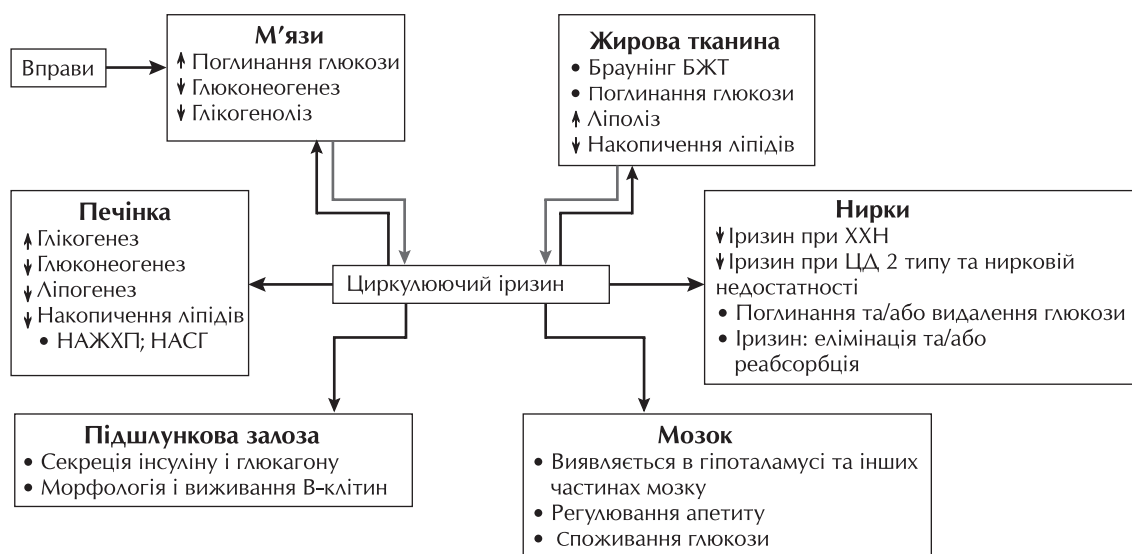 Вправи
М’язи
↑ Поглинання глюкози
↓ Глюконеогенез
↓ Глікогеноліз
Жирова тканина
• Браунінг БЖТ
• Поглинання глюкози
↑ Ліполіз
↓ Накопичення ліпідів
Печінка
↑ Глікогенез
↓ Глюконеогенез
↓ Ліпогенез
↓ Накопичення ліпідів
• НАЖХП; НАСГ
Циркулюючий іризин
Нирки
↓ Іризин при ХХН
↓ Іризин при ЦД 2 типу та нирковій
недостатності
• Поглинання та/або видалення глюкози
• Іризин: елімінація та/або
реабсорбція
Підшлункова залоза
• Секреція інсуліну і глюкагону
• Морфологія і виживання В-клітин
Мозок
• Виявляється в гіпоталамусі та інших
частинах мозку
• Регулювання апетиту
• Споживання глюкози